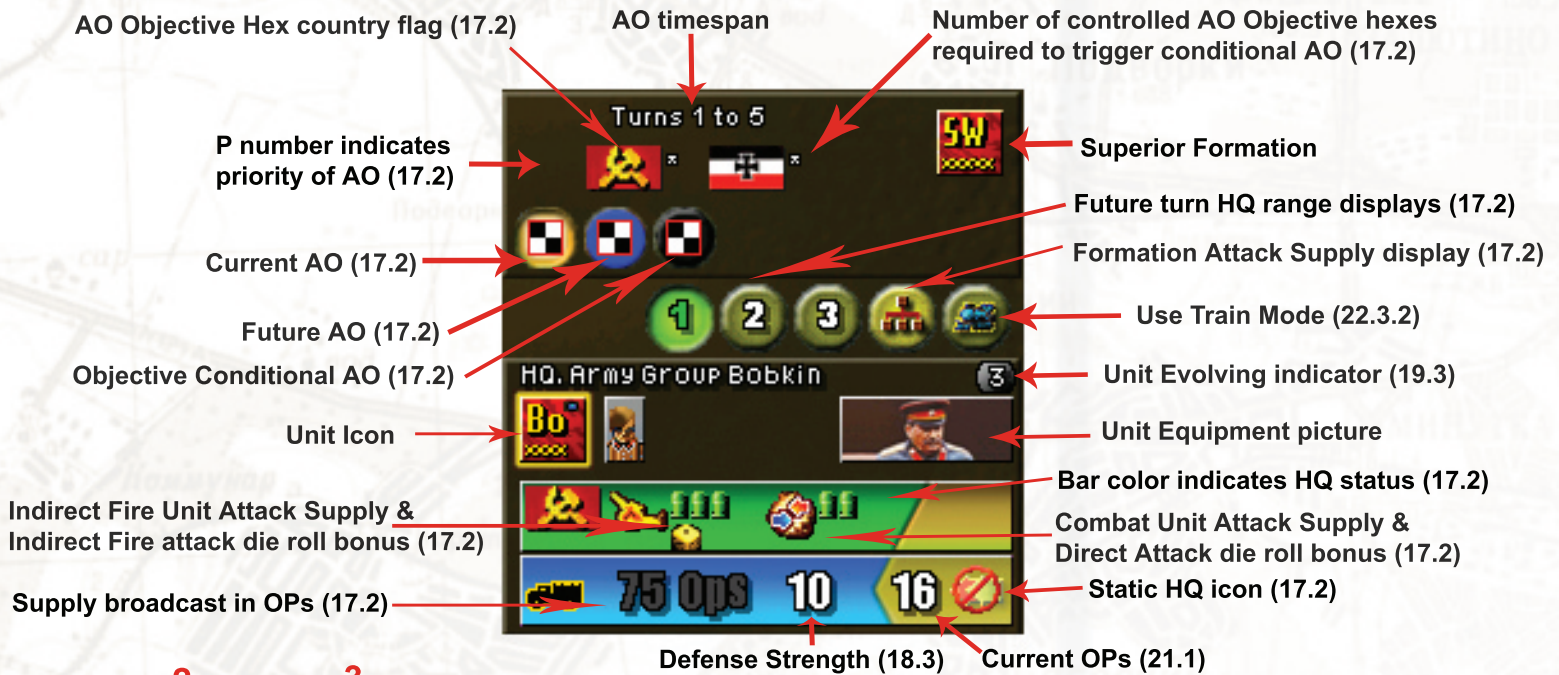 AO Objective Hex country flag (17.2)
AO timespan
Number of controlled AO Objective hexes
required to trigger conditional AO (17.2)
Turns 1 to 5
P number indicates
priority of AO (17.2)
SW
xxxxx
Superior Formation
Future turn HQ range displays (17.2)
Current AO (17.2)
Formation Attack Supply display (17.2)
1 2 3
Use Train Mode (22.3.2)
Future AO (17.2)
Objective Conditional AO (17.2)
HQ. Army Group Bobkin
3
Unit Evolving indicator (19.3)
Bo
xxxx
Unit Icon
Unit Equipment picture
Bar color indicates HQ status (17.2)
Indirect Fire Unit Attack Supply &
Indirect Fire attack die roll bonus (17.2)
Combat Unit Attack Supply &
Direct Attack die roll bonus (17.2)
75 Ops 10 16
Static HQ icon (17.2)
Supply broadcast in OPs (17.2)
Defense Strength (18.3)
Current OPs (21.1)